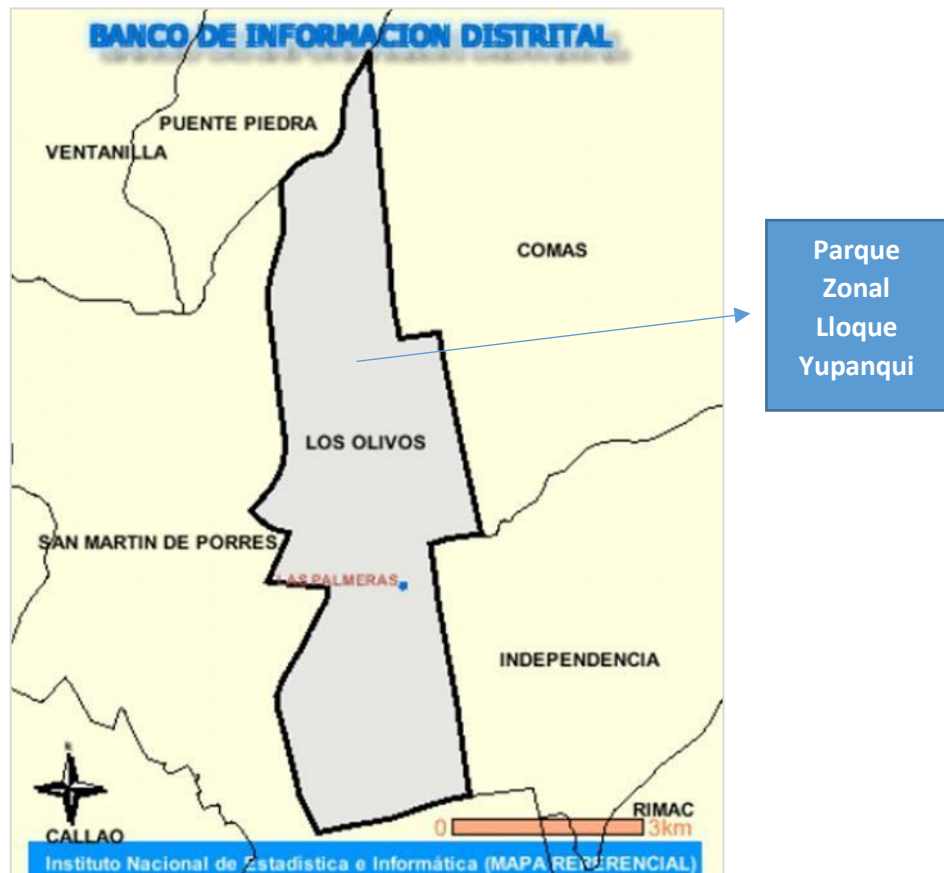 BANCO DE INFORMACION DISTRITAL
PUENTE PIEDRA
VENTANILLA
COMAS
Parque
Zonal
Lloque
Yupanqui
LOS OLIVOS
SAN MARTIN DE PORRES
LAS PALMERAS
INDEPENDENCIA
N
RIMAC
0 3km
CALLAO
Instituto Nacional de Estadística e Informática (MAPA REFERENCIAL)